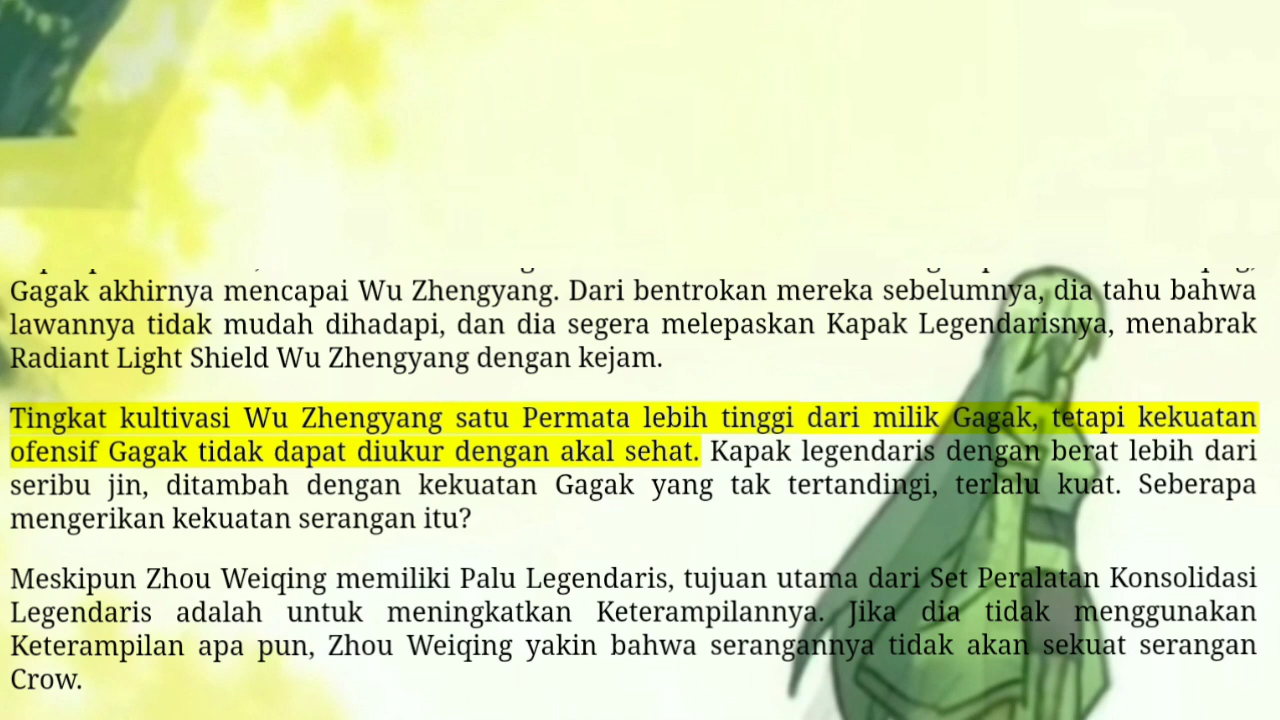 Gagak akhirnya mencapai Wu Zhengyang. Dari bentrokan mereka sebelumnya, dia tahu bahwa
lawannya tidak mudah dihadapi, dan dia segera melepaskan Kapak Legendarisnya, menabrak
Radiant Light Shield Wu Zhengyang dengan kejam.
Tingkat kultivasi Wu Zhengyang satu Permata lebih tinggi dari milik Gagak, tetapi kekuatan
ofensif Gagak tidak dapat diukur dengan akal sehat. Kapak legendaris dengan berat lebih dari
seribu jin, ditambah dengan kekuatan Gagak yang tak tertandingi, terlalu kuat. Seberapa
mengerikan kekuatan serangan itu?
Meskipun Zhou Weiqing memiliki Palu Legendaris, tujuan utama dari Set Peralatan Konsolidasi
Legendaris adalah untuk meningkatkan Keterampilannya. Jika dia tidak menggunakan
Keterampilan apa pun, Zhou Weiqing yakin bahwa serangannya tidak akan sekuat serangan
Crow.